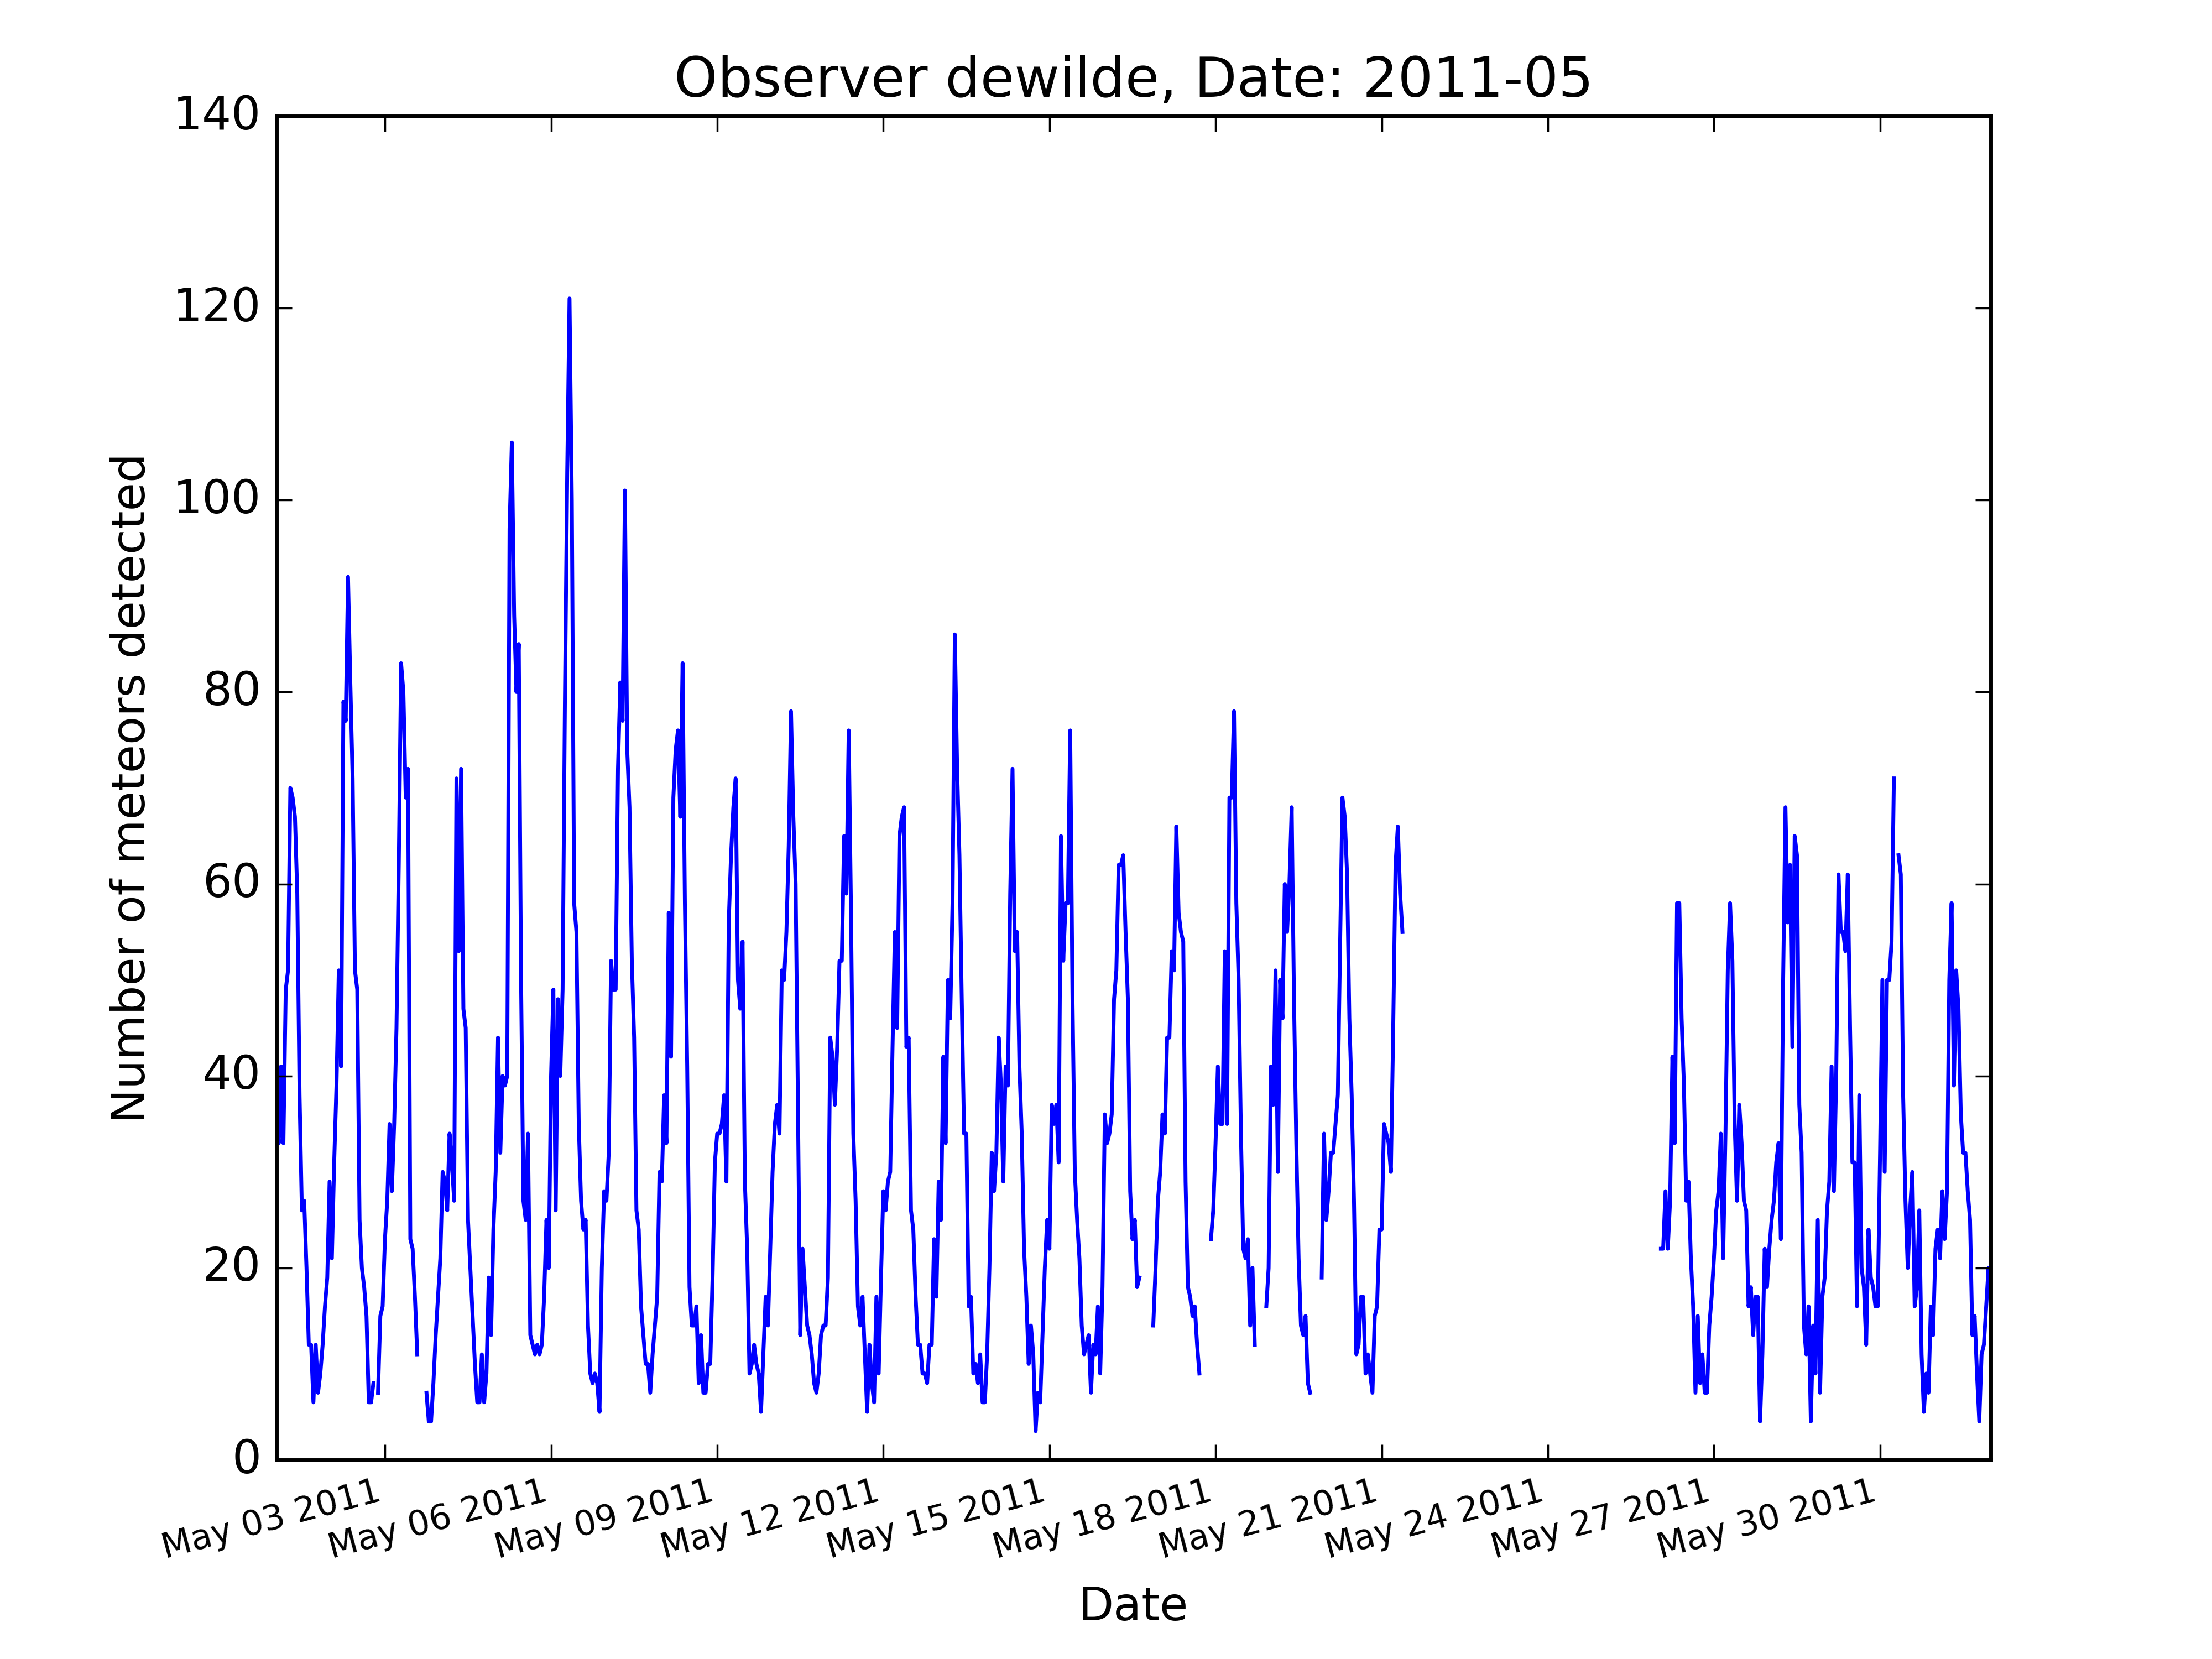 Observer dewilde, Date: 2011-05
140
120
100
80
60
40
20
0
Number of meteors detected
May 03 2011
May 06 2011
May 09 2011
May 12 2011
May 15 2011
May 18 2011
May 21 2011
May 24 2011
May 27 2011
May 30 2011
Date